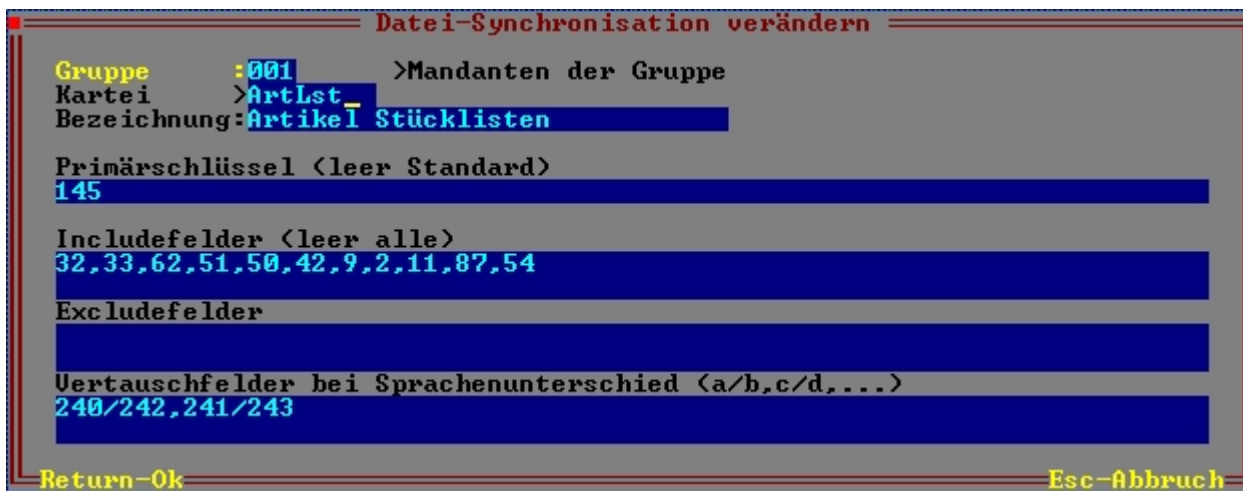 Datei-Synchronisation verändern
Gruppe :001 >Mandanten der Gruppe
Kartei >ArtLst_
Bezeichnung:Artikel Stücklisten
Primärschlüssel (leer Standard)
145
Includefelder (leer alle)
32,33,62,51,50,42,9,2,11,87,54
Excludefelder
Vertauschfelder bei Sprachenunterschied (a/b,c/d,....)
240/242,241/243
Return-Ok Esc-Abbruch